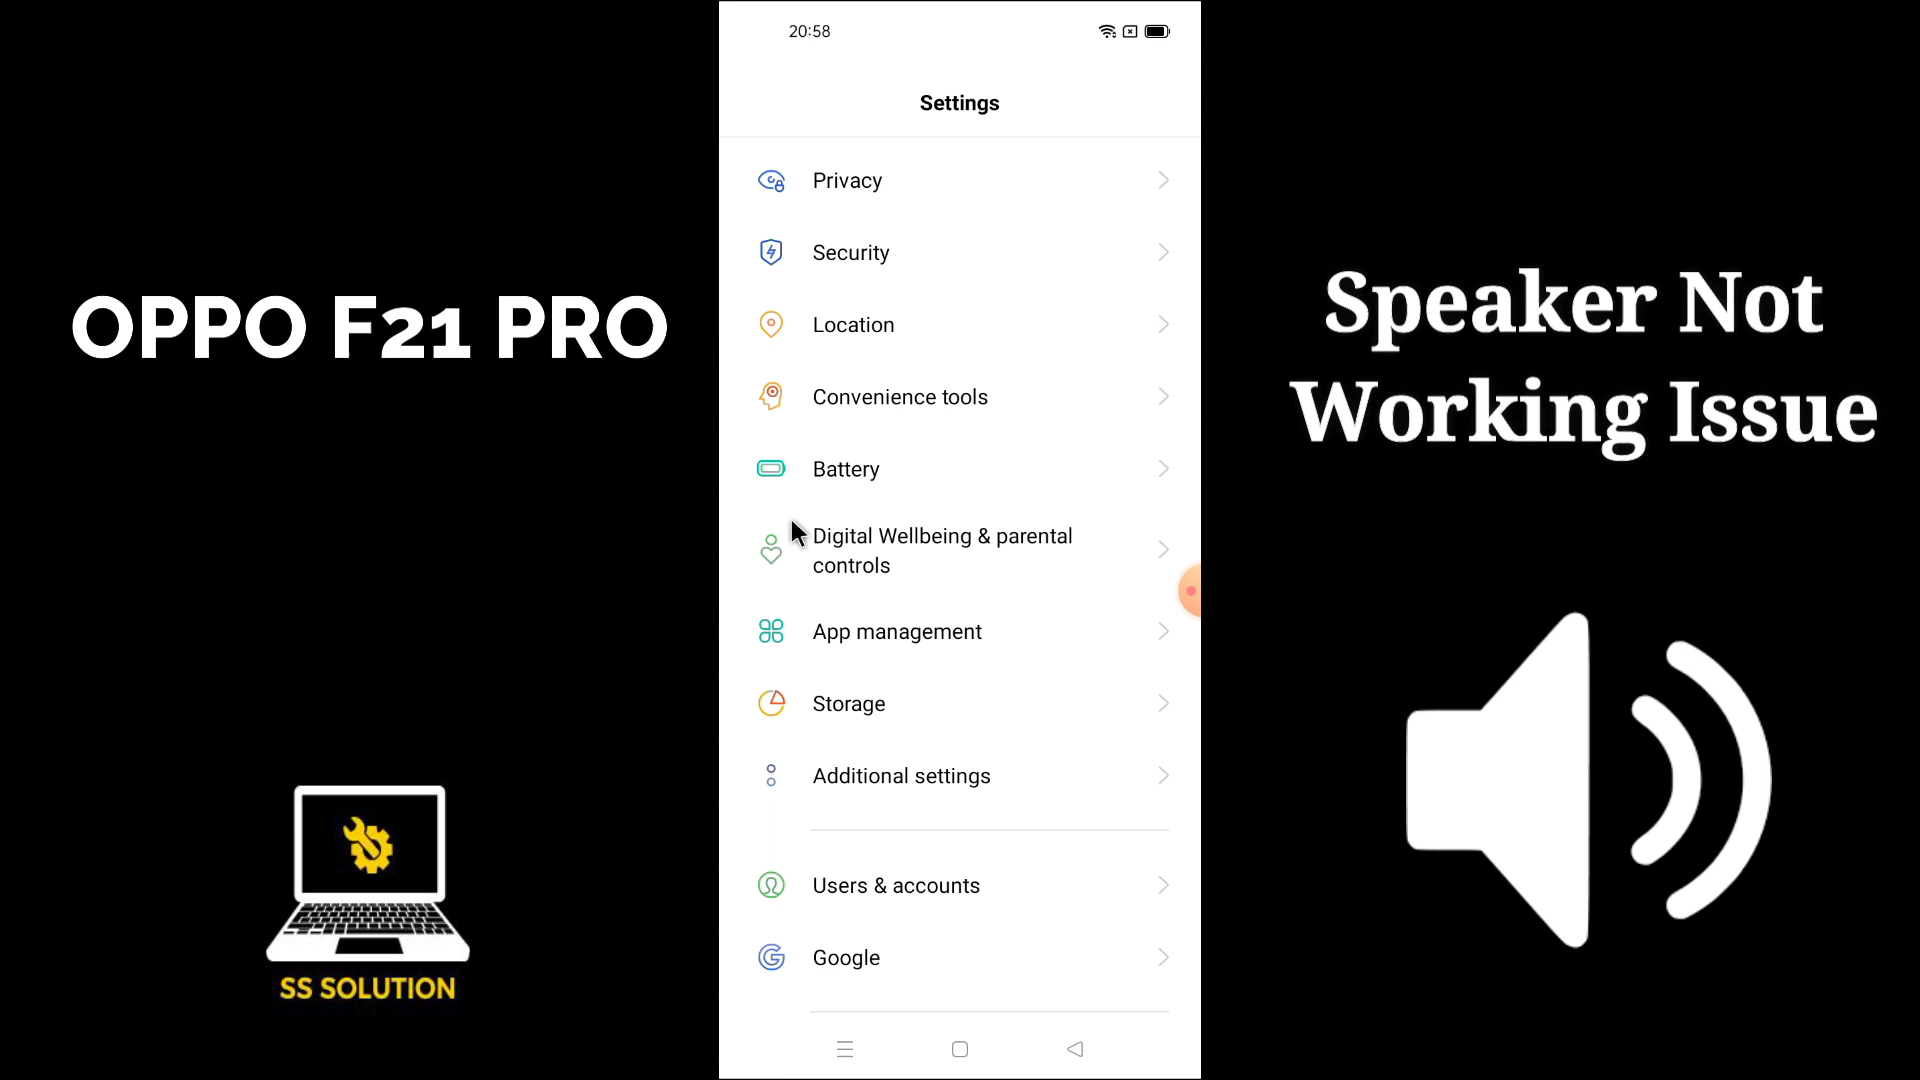 OPPO F21 PRO
SS SOLUTION
20:58
Settings
Privacy
Security
Location
Convenience tools
Battery
Digital Wellbeing & parental
controls
App management
Storage
Additional settings
Users & accounts
Google
Speaker Not
Working Issue